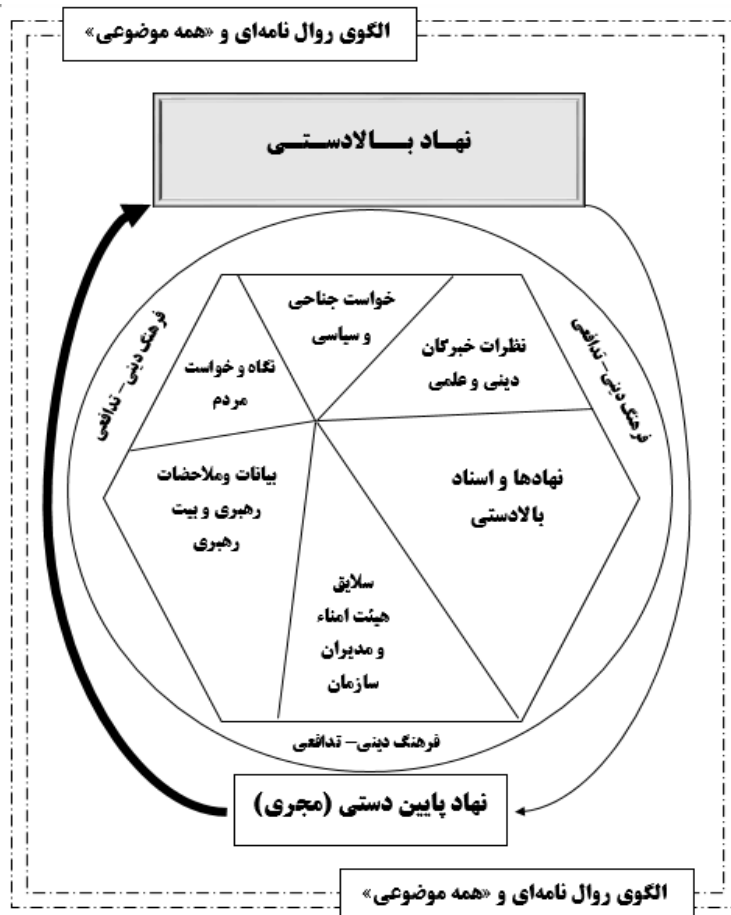 الگوی روال نامه‌ای و «همه موضوعی»
نهاد بالادستی
خواست جناحی
و سیاسی
نظرات خبرگان
دینی و علمی
نگاه و خواست
مردم
فرهنگ دینی– تدافعی
فرهنگ دینی– تدافعی
بیانات وملاحضات
رهبری و بیت
رهبری
نهادها و اسناد
بالادستی
سلایق
هیئت امناء
و مدیران
سازمان
فرهنگ دینی– تدافعی
نهاد پایین دستی (مجری)
الگوی روال نامه‌ای و «همه موضوعی»